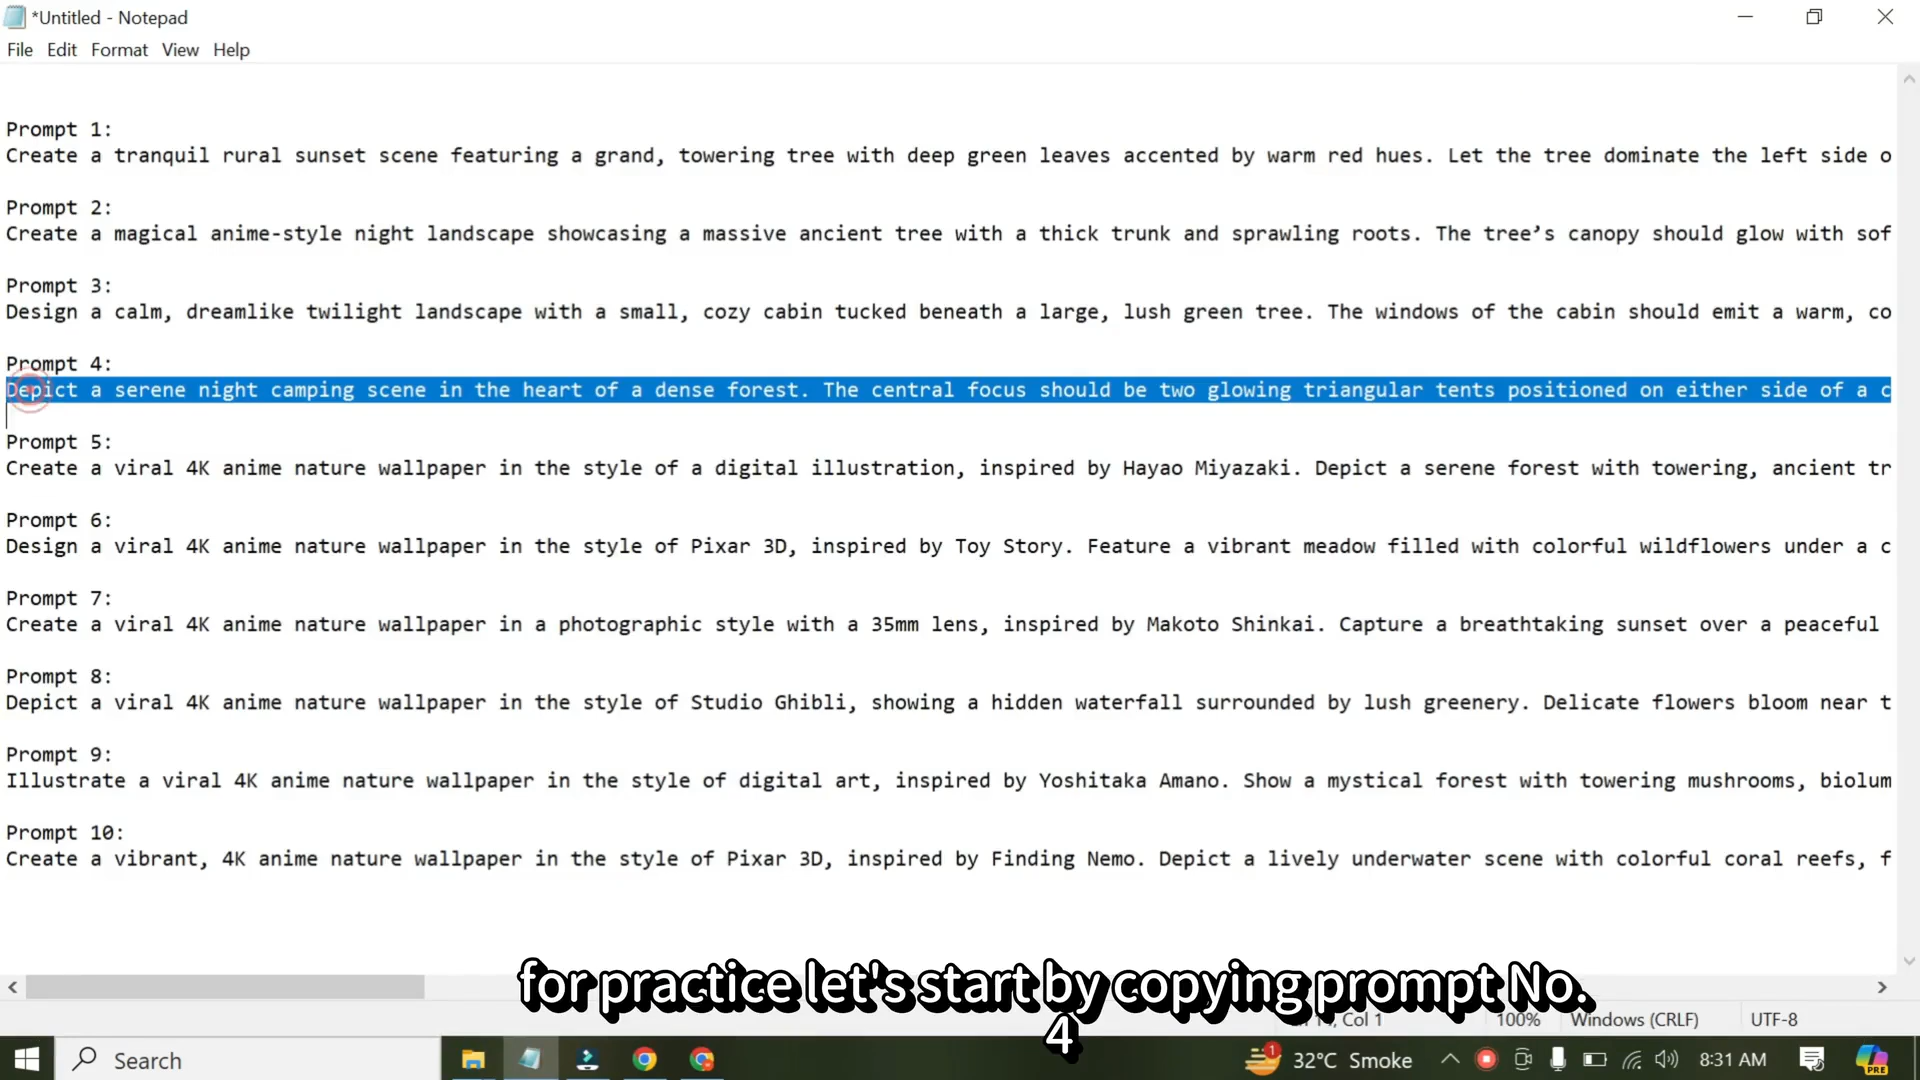 *Untitled - Notepad
File Edit Format View Help
Prompt 1:
Create a tranquil rural sunset scene featuring a grand, towering tree with deep green leaves accented by warm red hues. Let the tree dominate the left side o
Prompt 2:
Create a magical anime-style night landscape showcasing a massive ancient tree with a thick trunk and sprawling roots. The tree’s canopy should glow with sof
Prompt 3:
Design a calm, dreamlike twilight landscape with a small, cozy cabin tucked beneath a large, lush green tree. The windows of the cabin should emit a warm, co
Prompt 4:
Depict a serene night camping scene in the heart of a dense forest. The central focus should be two glowing triangular tents positioned on either side of a c
Prompt 5:
Create a viral 4K anime nature wallpaper in the style of a digital illustration, inspired by Hayao Miyazaki. Depict a serene forest with towering, ancient tr
Prompt 6:
Design a viral 4K anime nature wallpaper in the style of Pixar 3D, inspired by Toy Story. Feature a vibrant meadow filled with colorful wildflowers under a c
Prompt 7:
Create a viral 4K anime nature wallpaper in a photographic style with a 35mm lens, inspired by Makoto Shinkai. Capture a breathtaking sunset over a peaceful
Prompt 8:
Depict a viral 4K anime nature wallpaper in the style of Studio Ghibli, showing a hidden waterfall surrounded by lush greenery. Delicate flowers bloom near t
Prompt 9:
Illustrate a viral 4K anime nature wallpaper in the style of digital art, inspired by Yoshitaka Amano. Show a mystical forest with towering mushrooms, biolum
Prompt 10:
Create a vibrant, 4K anime nature wallpaper in the style of Pixar 3D, inspired by Finding Nemo. Depict a lively underwater scene with colorful coral reefs, f
for practice let's start by copying prompt No.
4
Col 1 100% Windows (CRLF) UTF-8
Search 1 32°C Smoke 8:31 AM PRE